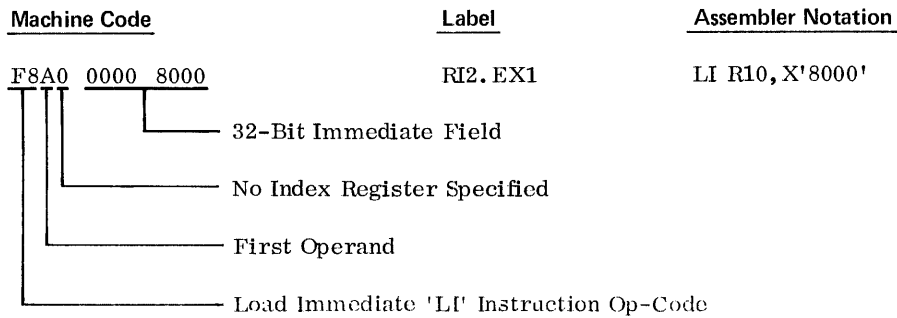 Machine Code Label Assembler Notation
F8A0 0000 8000 RI2.EX1 LI R10,X'8000'
32-Bit Immediate Field
No Index Register Specified
First Operand
Load Immediate 'LI' Instruction Op-Code